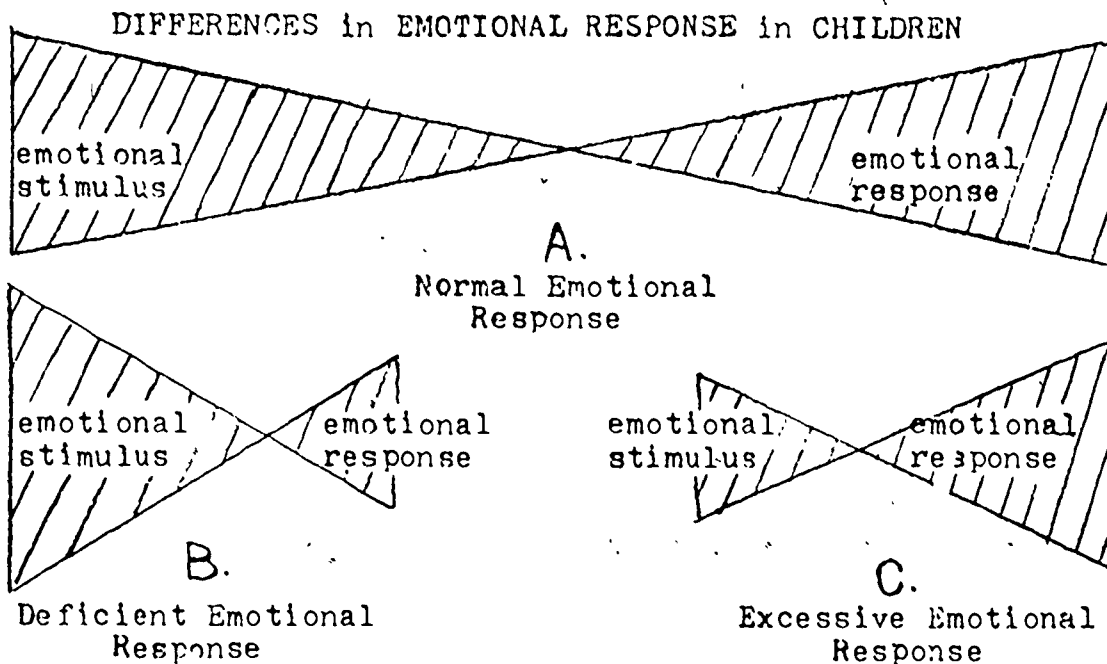 DIFFERENCES in EMOTIONAL RESPONSE in CHILDREN
emotional
stimulus
emotional
response
A.
Normal Emotional
Response
emotional
stimulus
emotional
response
B.
Deficient Emotional
Response
emotional
stimulus
emotional
response
C.
Excessive Emotional
Response